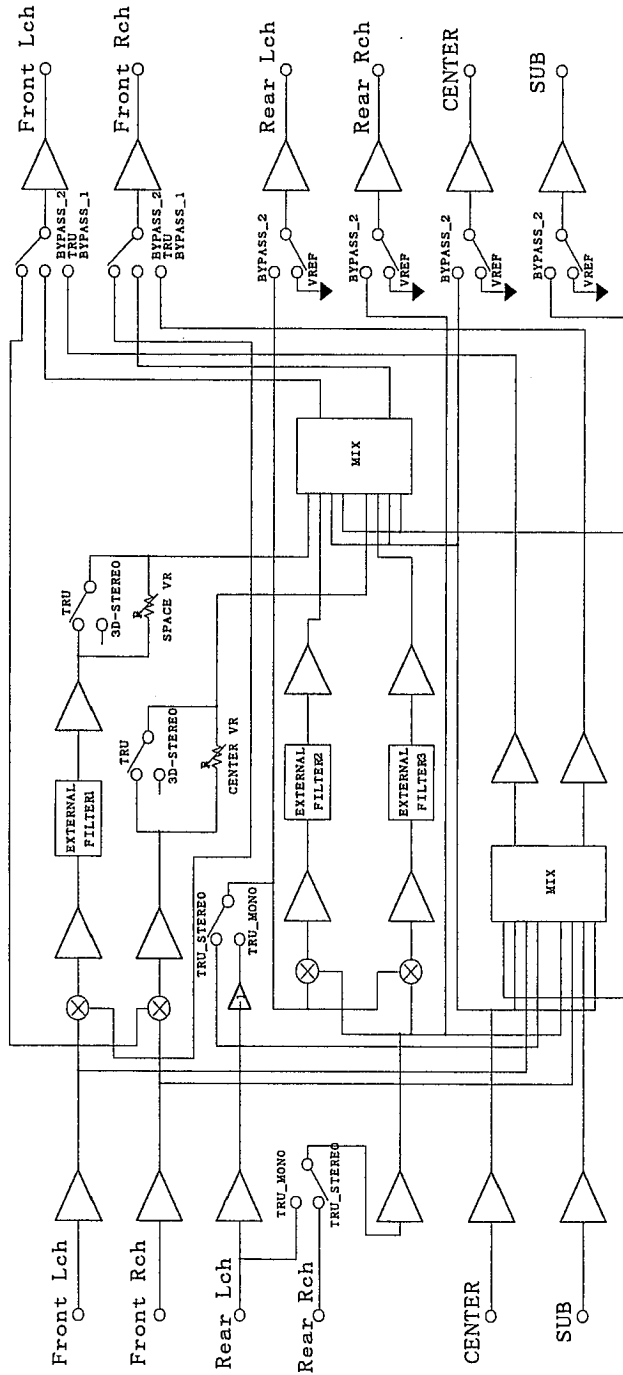 Front Lch
Front Rch
Rear Lch
Rear Rch
CENTER
SUB
TRU_MONO
TRU_STEREO
TRU_STEREO
TRU_MONO
-1
EXTERNAL
FILTER1
TRU
3D-STEREO
R
SPACE VR
TRU
3D-STEREO
R
CENTER VR
EXTERNAL
FILTER2
EXTERNAL
FILTER3
MIX
MIX
BYPASS_2
TRU
BYPASS_1
BYPASS_2
TRU
BYPASS_1
BYPASS_2
VREF
BYPASS_2
VREF
BYPASS_2
VREF
BYPASS_2
VREF
Front Lch
Front Rch
Rear Lch
Rear Rch
CENTER
SUB